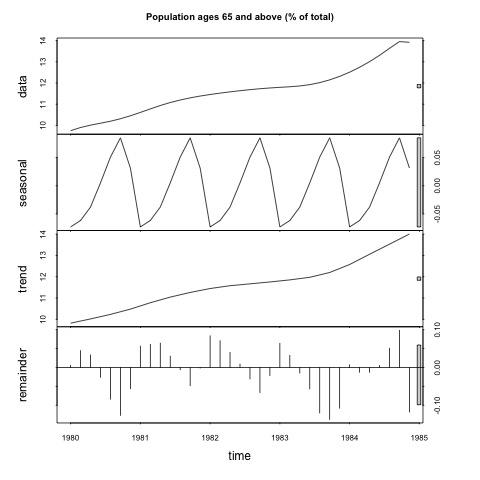 Population ages 65 and above (% of total)
data
10 11 12 13 14
seasonal
-0.05 0.00 0.05
trend
10 11 12 13 14
remainder
-0.10 0.00 0.10
1980 1981 1982 1983 1984 1985
time